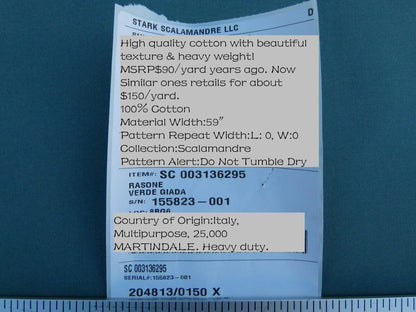 STARK SCALAMANDRE LLC
D
High quality cotton with beautiful
texture & heavy weight!
MSRP$90/yard years ago. Now
Similar ones retails for about
$150/yard.
100% Cotton
Material Width:59"
Pattern Repeat Width:L: 0, W:0
Collection:Scalamandre
Pattern Alert:Do Not Tumble Dry
ITEM#: SC 003136295
RASONE
VERDE GIADA
S/N: 155823-001
Country of Origin:Italy,
Multipurpose, 25,000
MARTINDALE. Heavy duty.
SC 003136295
SERIAL#: 155823-001
204813/0150 X